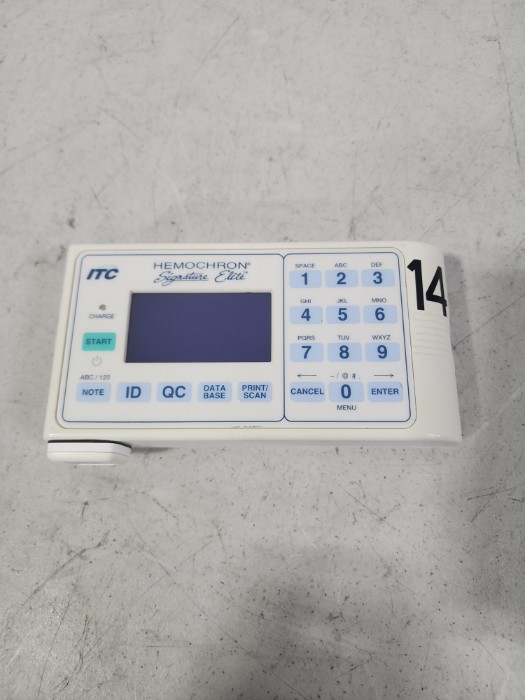 ITC
HEMOCHRON®
Signature Elite
CHARGE
START
ABC / 123
NOTE
ID
QC
DATA
BASE
PRINT/
SCAN
SPACE
1
ABC
2
DEF
3
GHI
4
JKL
5
MNO
6
PQRS
7
TUV
8
WXYZ
9
CANCEL
0
ENTER
MENU
14